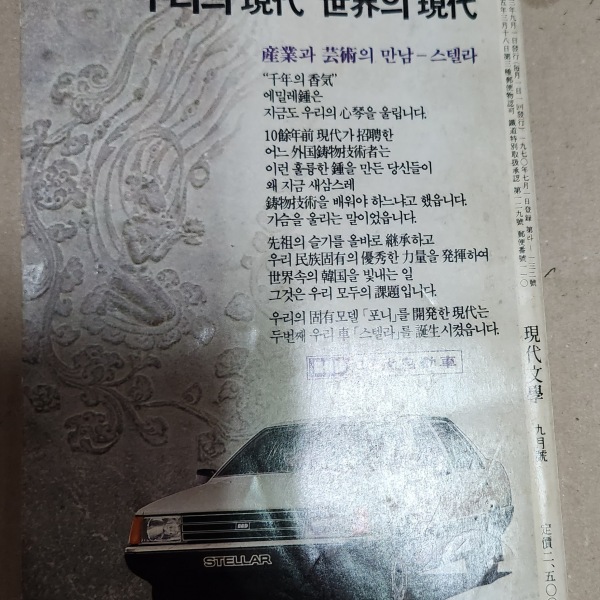 우리의 現代 世界의 現代
産業과 芸術의 만남-스텔라
"千年의 香気"
에밀레鍾은
지금도 우리의 心琴을 울립니다.
10餘年前 現代가 招聘한
어느 外国鋳物技術者는
이런 훌륭한 鍾을 만든 당신들이
왜 지금 새삼스레
鋳物技術을 배워야 하느냐고 했읍니다.
가슴을 울리는 말이었읍니다.
先祖의 슬기를 올바로 継承하고
우리 民族固有의 優秀한 力量을 発揮하여
世界속의 韓国을 빛내는 일
그것은 우리 모두의 課題입니다.
우리의 固有모델「포니」를 開発한 現代는
두번째 우리 車「스텔라」를 誕生시켰읍니다.
STELLAR
現代文學
九月號
定價二、五〇